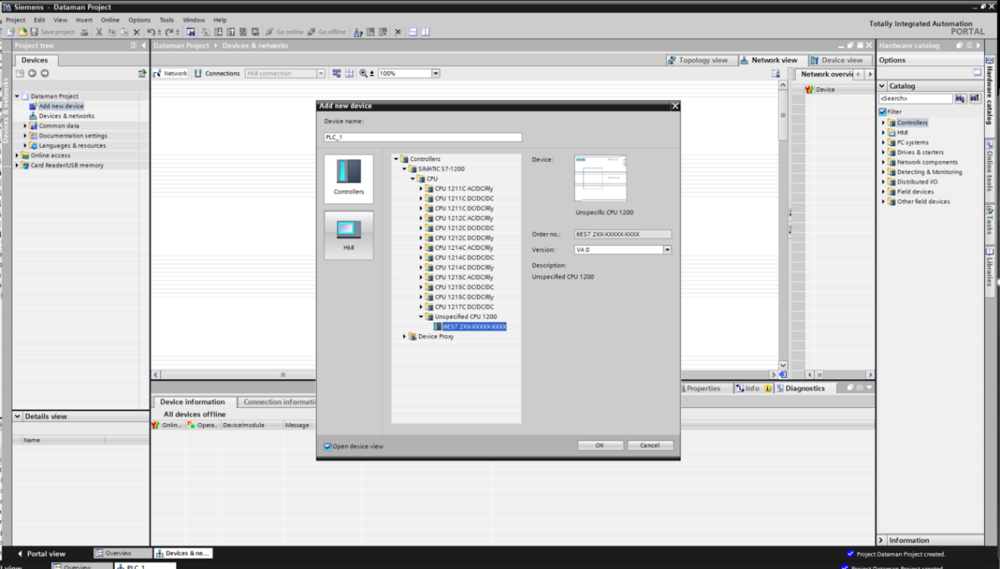 Siemens - Dataman Project
Project Edit View Insert Online Options Tools Window Help
Save project Go online Go offline
Totally Integrated Automation
PORTAL
Project tree
Dataman Project Devices & networks
Hardware catalog
Devices
Topology view Network view Device view
Options
Network Connections HMI connection 100%
Network overvie
Device
Catalog
<Search>
Filter
Controllers
HMI
PC systems
Drives & starters
Network components
Detecting & Monitoring
Distributed I/O
Field devices
Other field devices
Dataman Project
Add new device
Devices & networks
Common data
Documentation settings
Languages & resources
Online access
Card Reader/USB memory
Devices & networks
Add new device
Device name:
PLC_1
Controllers
HMI
Controllers
SIMATIC S7-1200
CPU
CPU 1211C AC/DC/Rly
CPU 1211C DC/DC/DC
CPU 1211C DC/DC/Rly
CPU 1212C AC/DC/Rly
CPU 1212C DC/DC/DC
CPU 1212C DC/DC/Rly
CPU 1214C AC/DC/Rly
CPU 1214C DC/DC/DC
CPU 1214C DC/DC/Rly
CPU 1215C AC/DC/Rly
CPU 1215C DC/DC/DC
CPU 1215C DC/DC/Rly
CPU 1217C DC/DC/DC
Unspecified CPU 1200
6ES7 2XX-XXXXX-XXXX
Device Proxy
Device:
Unspecific CPU 1200
Order no.: 6ES7 2XX-XXXXX-XXXX
Version: V4.0
Description:
Unspecified CPU 1200
Open device view
OK Cancel
Hardware catalog
Online tools
Tasks
Libraries
Properties Info Diagnostics
Device information Connection informati
All devices offline
Onlin... Opera.. Device/module Message
Details view
Name
Information
Portal view Overview Devices & ne...
Project Dataman Project created.
view Overview PLC_1
Project Dataman Project created.